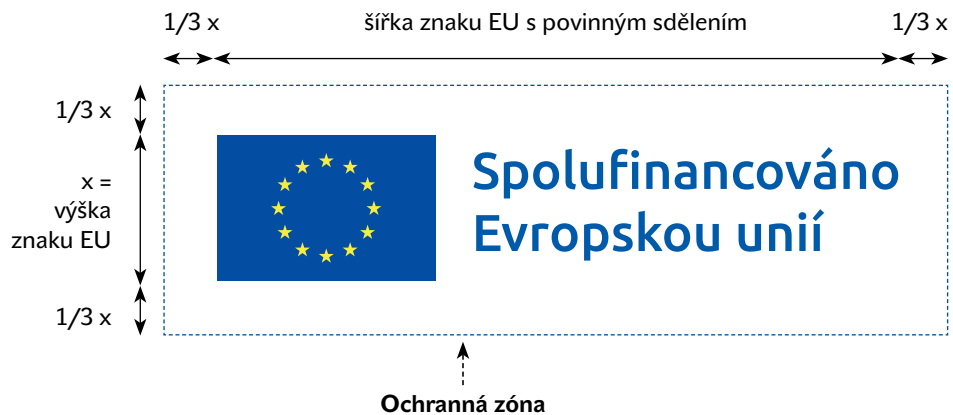 1/3 x
šířka znaku EU s povinným sdělením
1/3 x
1/3 x
x =
výška
znaku EU
1/3 x
Spolufinancováno
Evropskou unií
Ochranná zóna